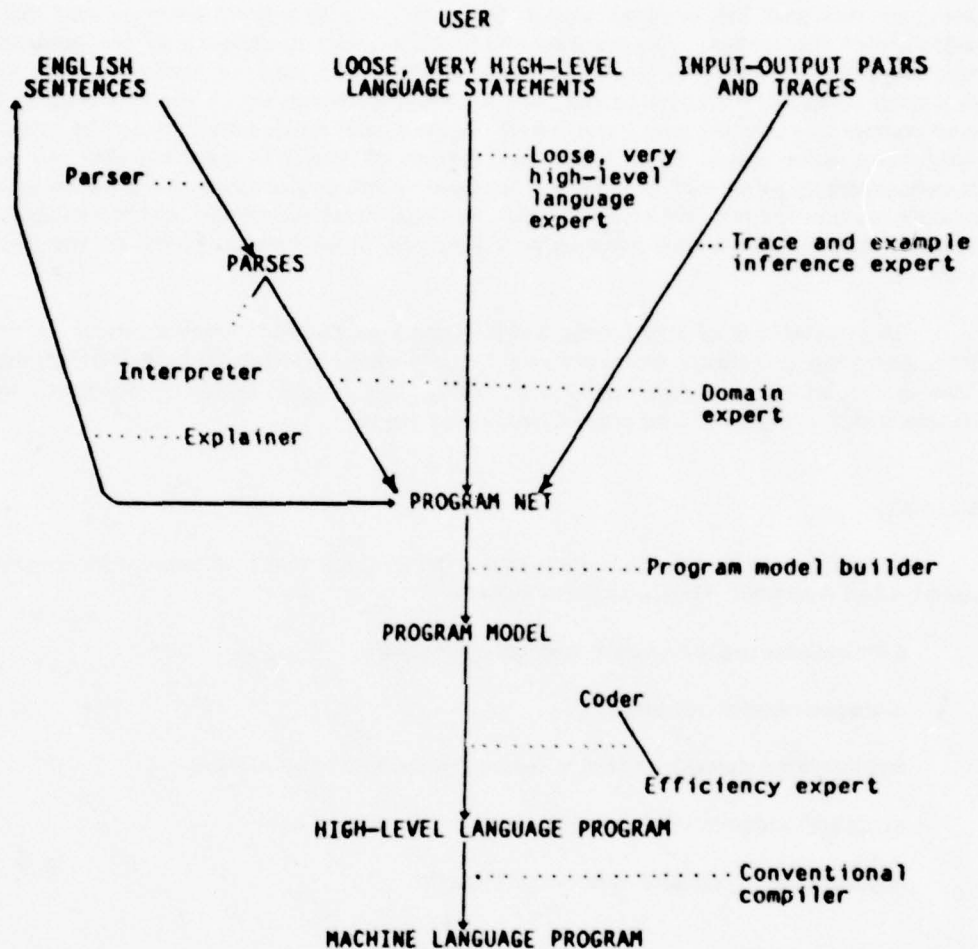 USER
ENGLISH SENTENCES
LOOSE, VERY HIGH-LEVEL LANGUAGE STATEMENTS
INPUT-OUTPUT PAIRS AND TRACES
Loose, very
high-level
language
expert
Parser
Trace and example
inference expert
PARSES
Interpreter
Domain
expert
Explainer
PROGRAM NET
Program model builder
PROGRAM MODEL
Coder
Efficiency expert
HIGH-LEVEL LANGUAGE PROGRAM
Conventional
compiler
MACHINE LANGUAGE PROGRAM